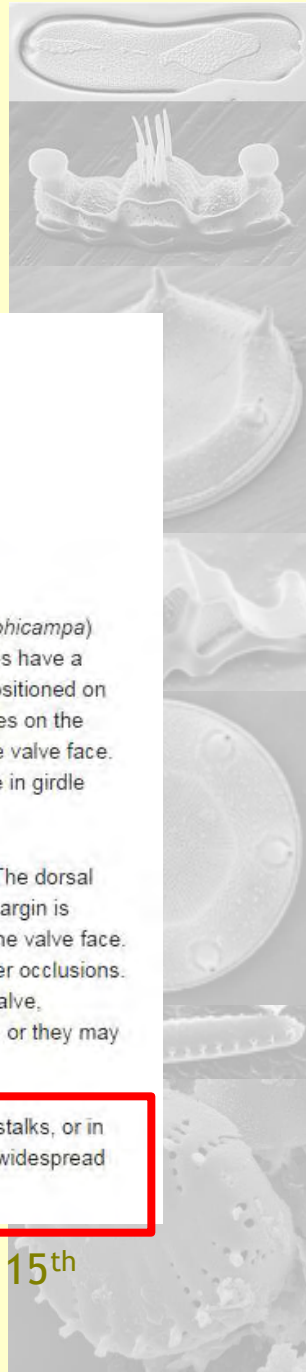 phicampa)
s have a
ositioned on
es on the
e valve face.
e in girdle
The dorsal
argin is
he valve face.
er occlusions.
alve,
or they may
stalks, or in
widespread
15th